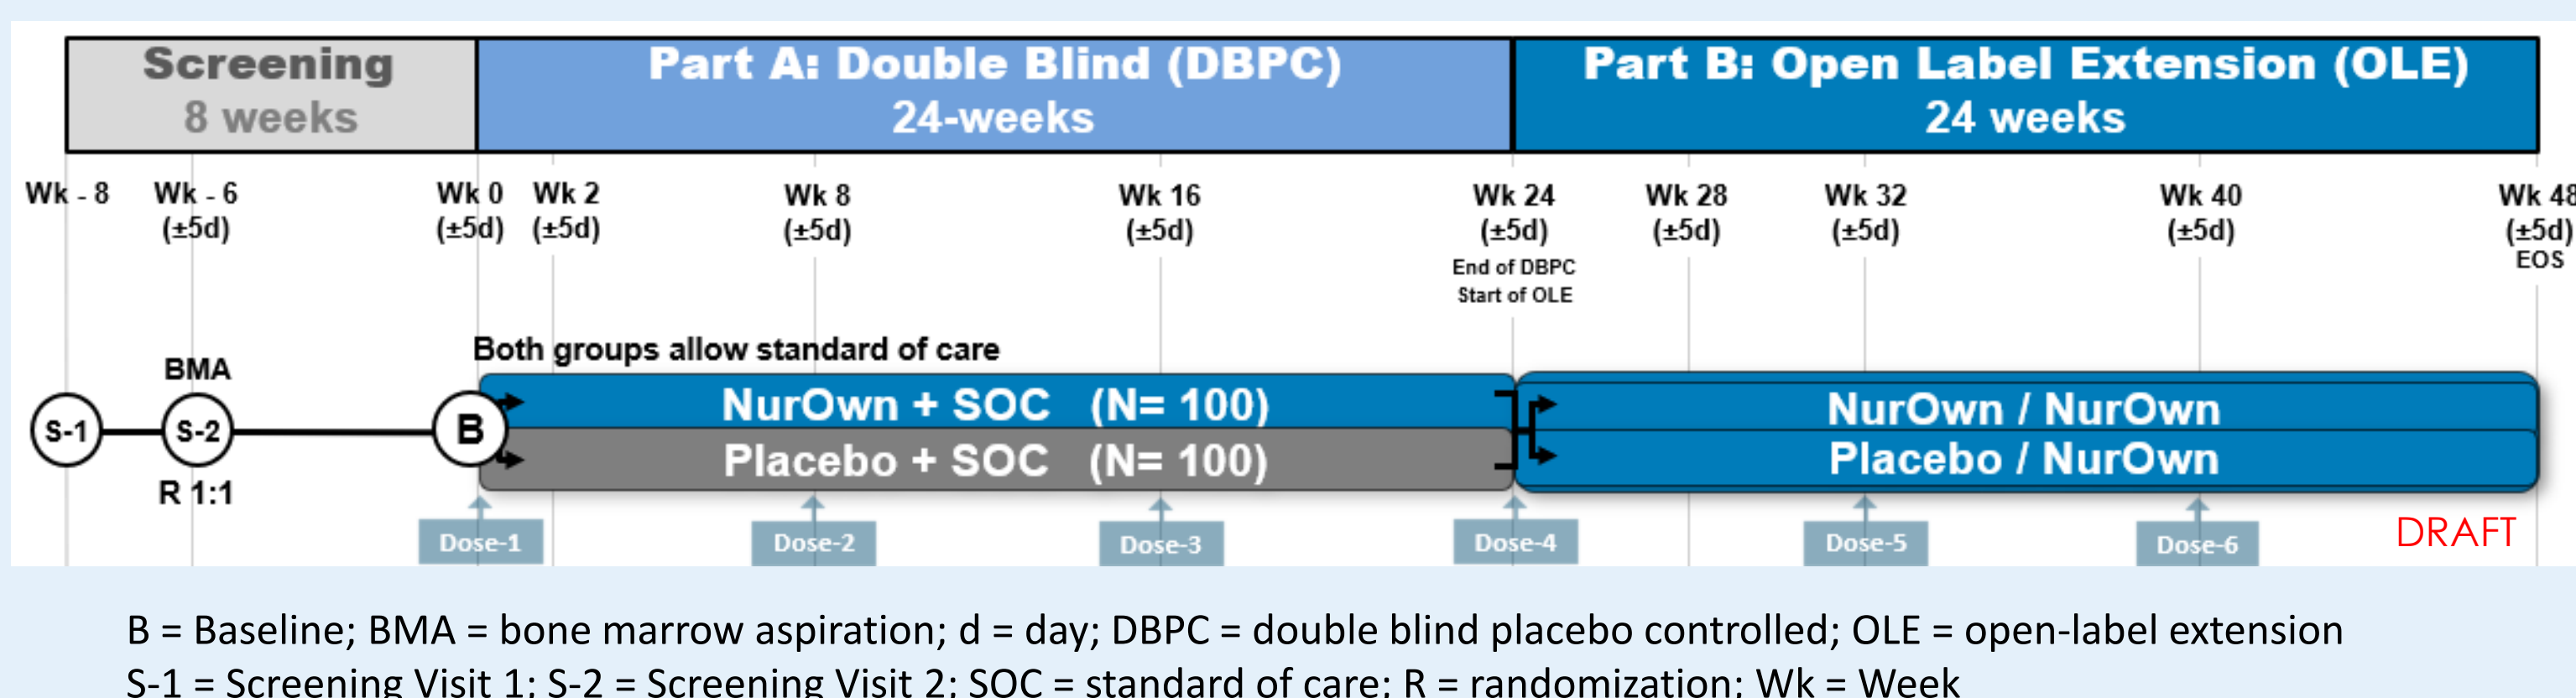 Screening
8 weeks
Part A: Double Blind (DBPC)
24-weeks
Part B: Open Label Extension (OLE)
24 weeks
Wk - 8
Wk - 6
(±5d)
Wk 0
(±5d)
Wk 2
(±5d)
Wk 8
(±5d)
Wk 16
(±5d)
Wk 24
(±5d)
End of DBPC
Start of OLE
Wk 28
(±5d)
Wk 32
(±5d)
Wk 40
(±5d)
Wk 48
(±5d)
EOS
Both groups allow standard of care
BMA
S-1
S-2
R 1:1
B
NurOwn + SOC (N= 100)
Placebo + SOC (N= 100)
NurOwn / NurOwn
Placebo / NurOwn
Dose-1
Dose-2
Dose-3
Dose-4
Dose-5
Dose-6
DRAFT
B = Baseline; BMA = bone marrow aspiration; d = day; DBPC = double blind placebo controlled; OLE = open-label extension
S-1 = Screening Visit 1; S-2 = Screening Visit 2; SOC = standard of care; R = randomization; Wk = Week